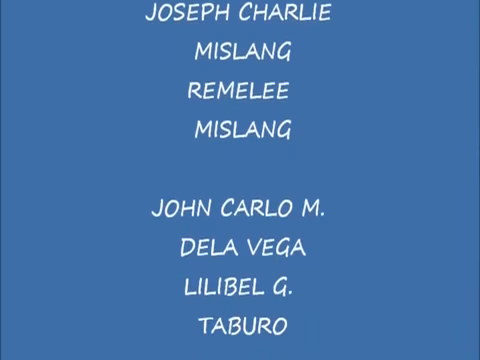 JOSEPH CHARLIE
MISLANG
REMELEE
MISLANG
JOHN CARLO M.
DELA VEGA
LILIBEL G.
TABURO